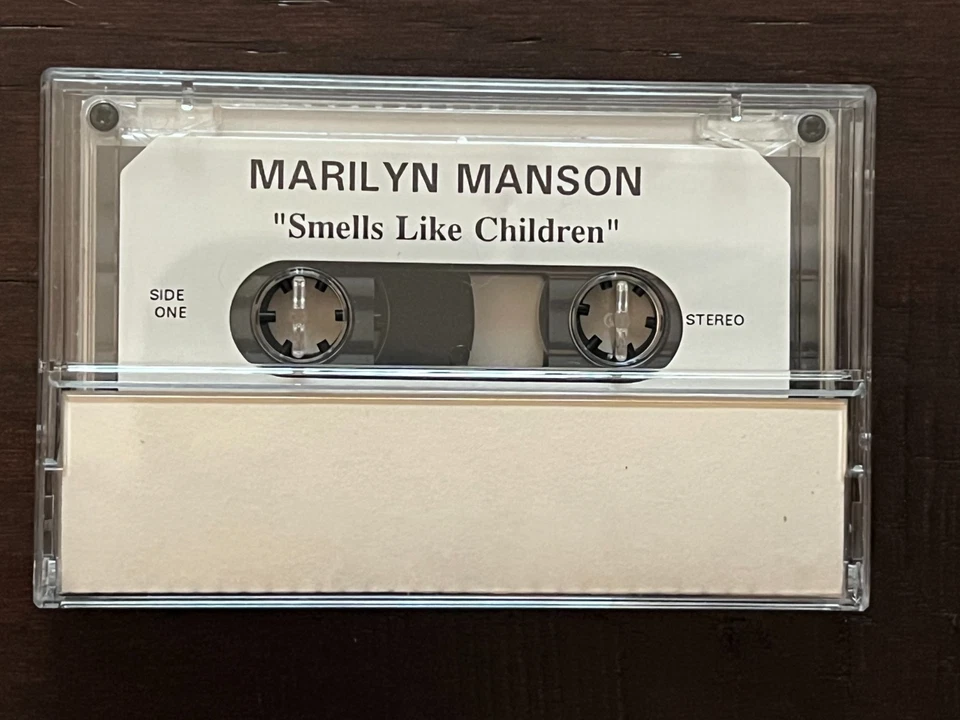 MARILYN MANSON
"Smells Like Children"
SIDE
ONE
STEREO